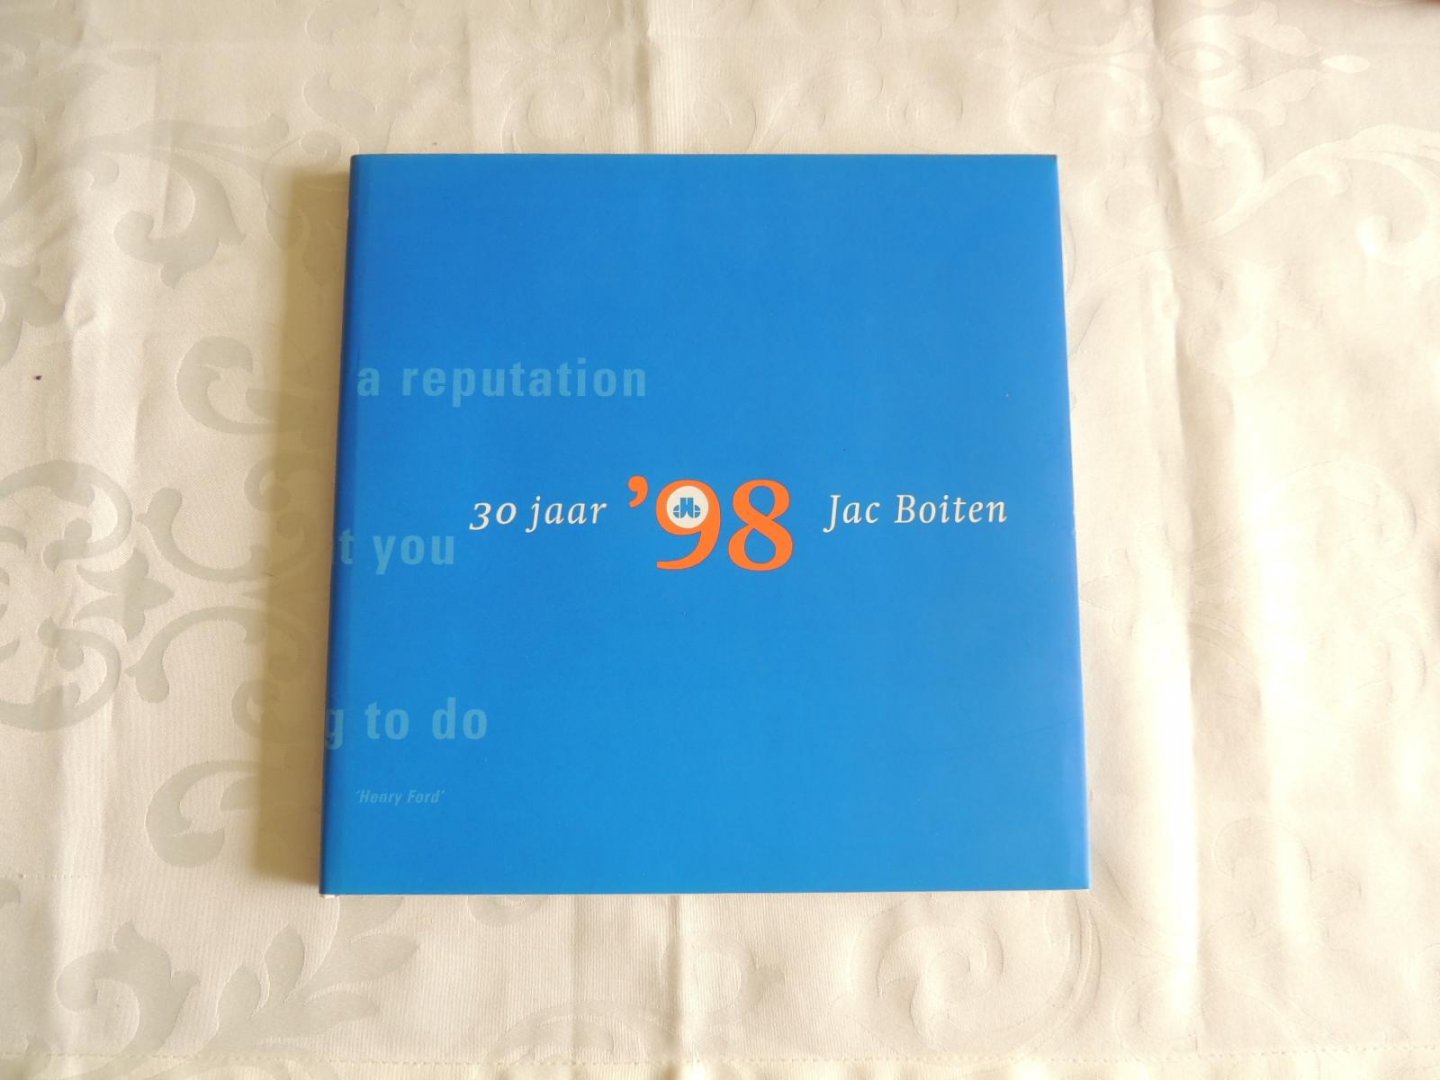 a reputation
30 jaar '98 Jac Boiten
t you
g to do
'Henry Ford'